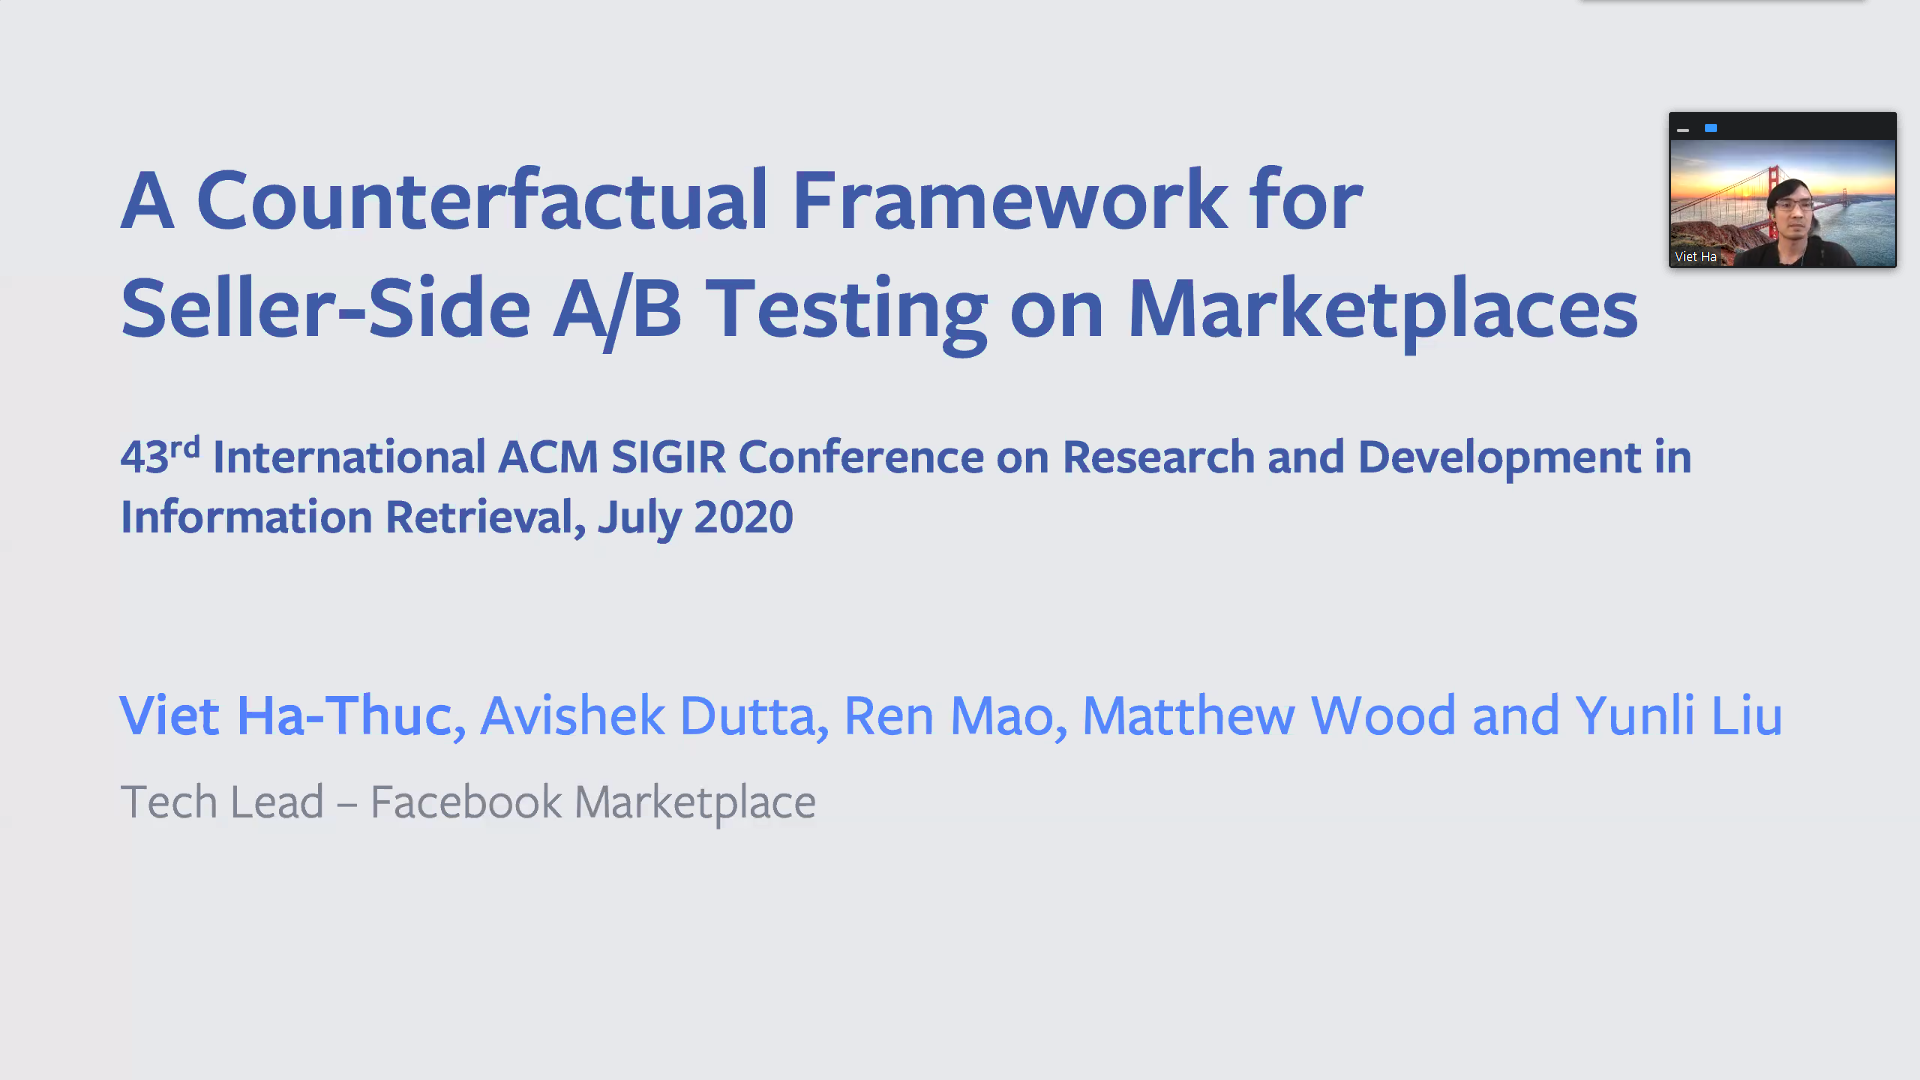 A Counterfactual Framework for
Seller-Side A/B Testing on Marketplaces
43rd International ACM SIGIR Conference on Research and Development in
Information Retrieval, July 2020
Viet Ha-Thuc, Avishek Dutta, Ren Mao, Matthew Wood and Yunli Liu
Tech Lead – Facebook Marketplace
Viet Ha